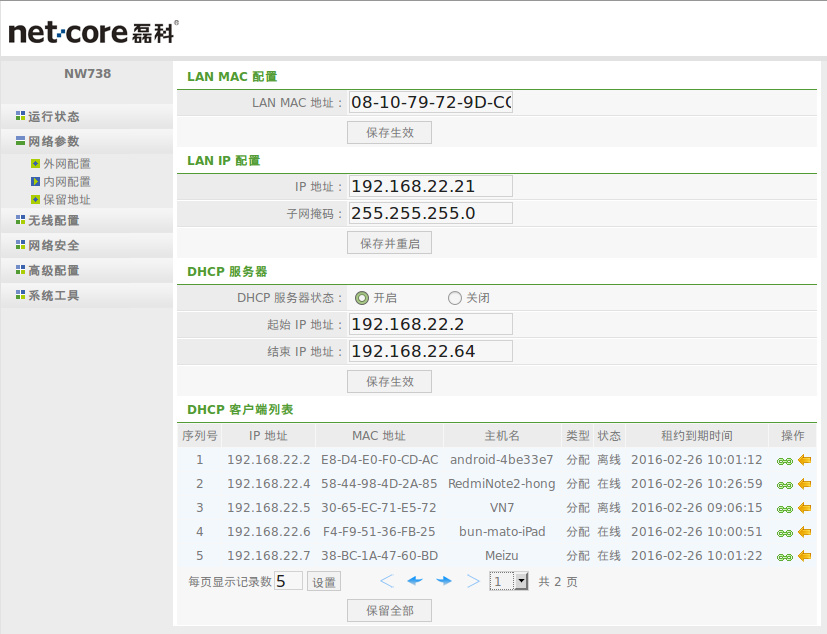 net-core 磊科®
NW738
运行状态
网络参数
外网配置
内网配置
保留地址
无线配置
网络安全
高级配置
系统工具
LAN MAC 配置
LAN MAC 地址： 08-10-79-72-9D-CC
保存生效
LAN IP 配置
IP 地址： 192.168.22.21
子网掩码： 255.255.255.0
保存并重启
DHCP 服务器
DHCP 服务器状态： 开启 关闭
起始 IP 地址： 192.168.22.2
结束 IP 地址： 192.168.22.64
保存生效
DHCP 客户端列表
序列号 IP 地址 MAC 地址 主机名 类型 状态 租约到期时间 操作
1 192.168.22.2 E8-D4-E0-F0-CD-AC android-4be33e7 分配 离线 2016-02-26 10:01:12
2 192.168.22.4 58-44-98-4D-2A-85 RedmiNote2-hong 分配 在线 2016-02-26 10:26:59
3 192.168.22.5 30-65-EC-71-E5-72 VN7 分配 离线 2016-02-26 09:06:15
4 192.168.22.6 F4-F9-51-36-FB-25 bun-mato-iPad 分配 在线 2016-02-26 10:00:51
5 192.168.22.7 38-BC-1A-47-60-BD Meizu 分配 在线 2016-02-26 10:01:22
每页显示记录数 5 设置 1 共 2 页
保留全部